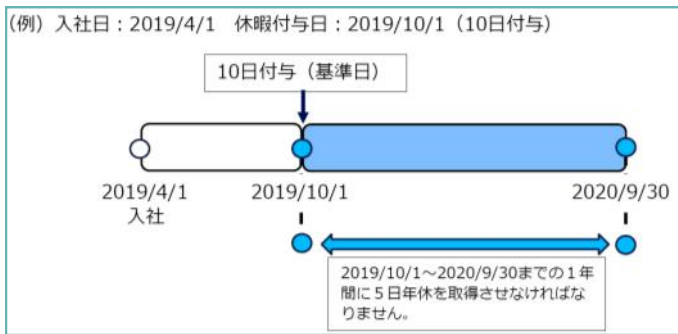 (例) 入社日：2019/4/1　休暇付与日：2019/10/1（10日付与）
10日付与（基準日）
2019/4/1
入社
2019/10/1
2020/9/30
2019/10/1～2020/9/30までの１年
間に５日年休を取得させなければな
りません。